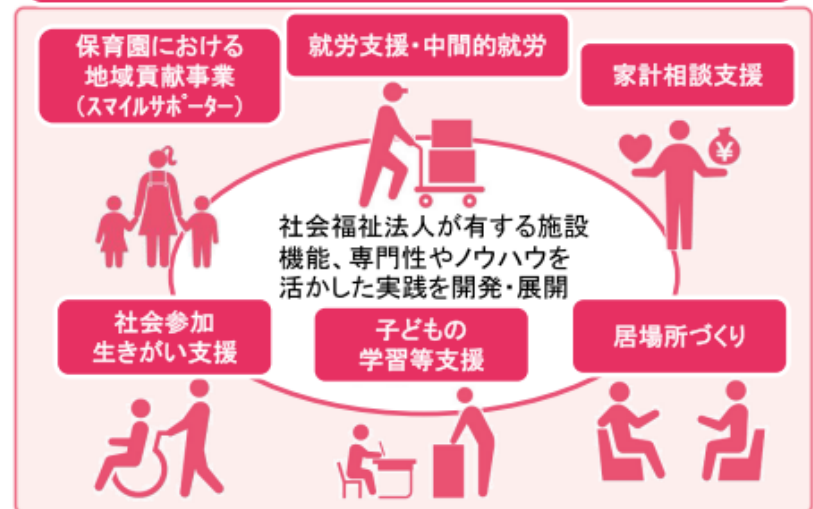 保育園における
地域貢献事業
(スマイルサポーター)
就労支援・中間的就労
家計相談支援
¥
社会福祉法人が有する施設
機能、専門性やノウハウを
活かした実践を開発・展開
社会参加
生きがい支援
子どもの
学習等支援
居場所づくり